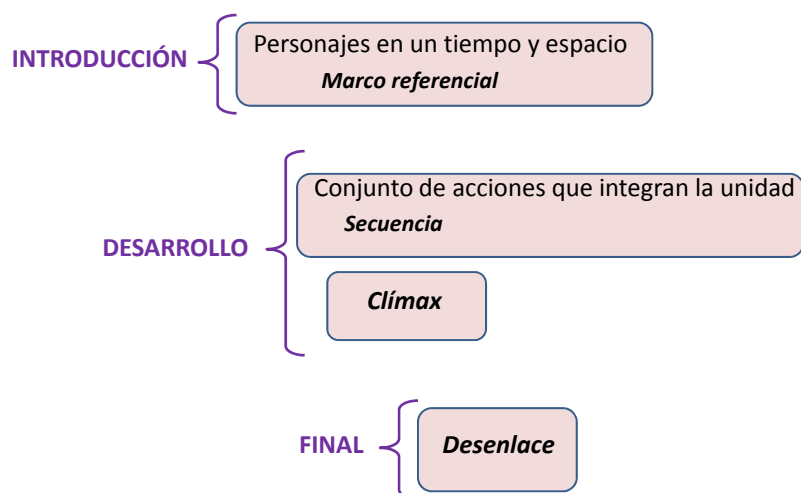 INTRODUCCIÓN
Personajes en un tiempo y espacio
Marco referencial
DESARROLLO
Conjunto de acciones que integran la unidad
Secuencia
Clímax
FINAL
Desenlace